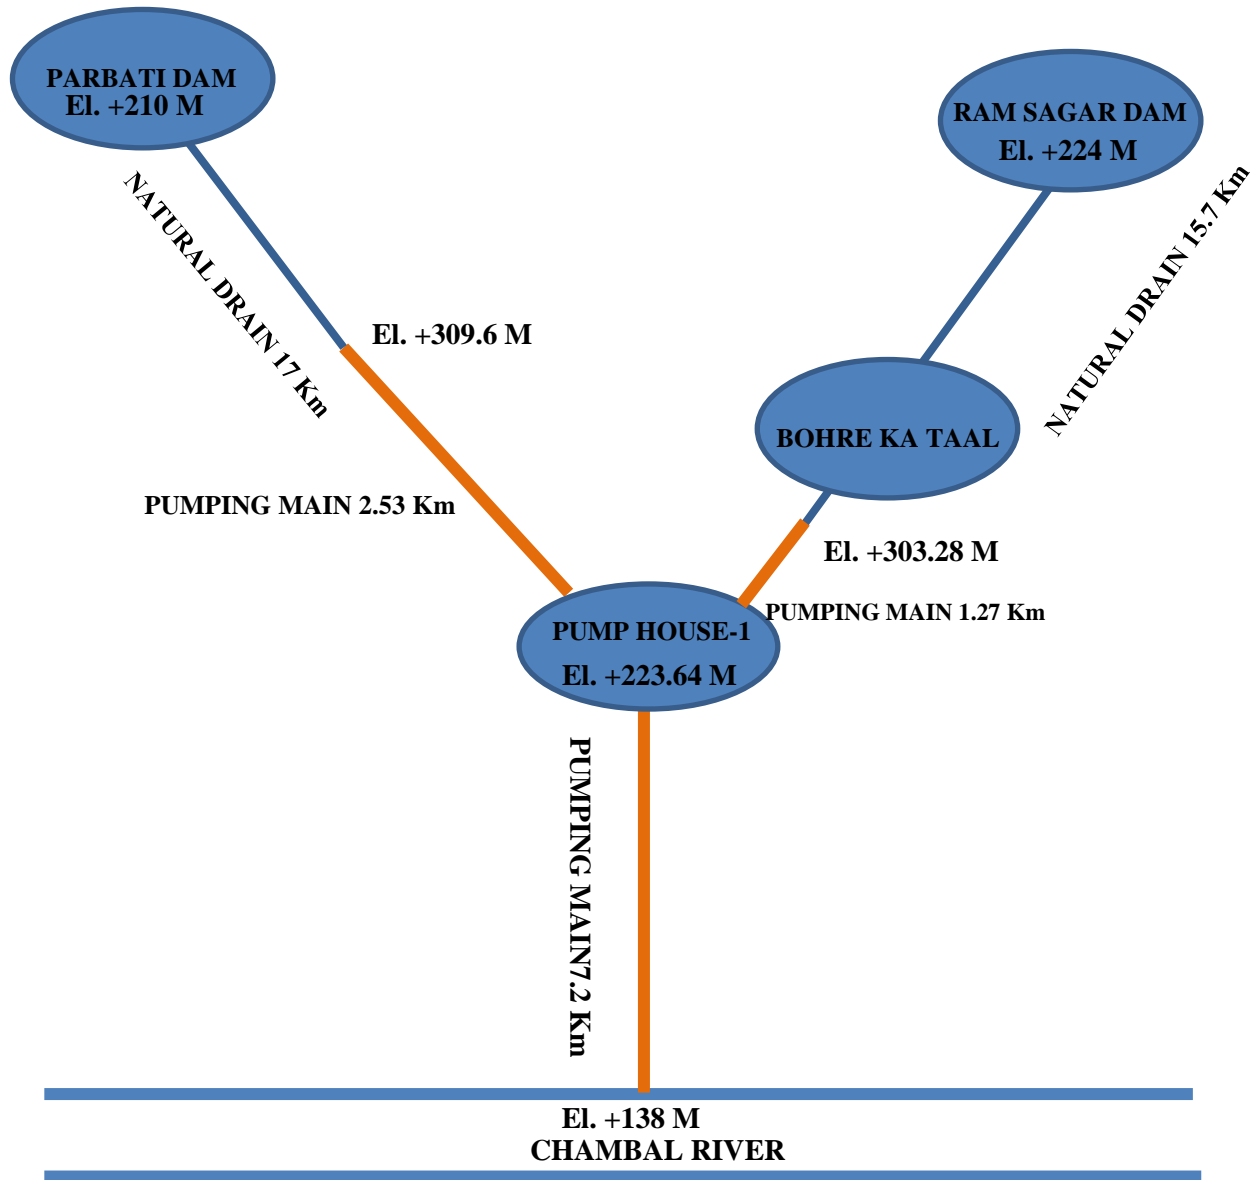 PARBATI DAM
El. +210 M
RAM SAGAR DAM
El. +224 M
NATURAL DRAIN 17 Km
NATURAL DRAIN 15.7 Km
El. +309.6 M
BOHRE KA TAAL
PUMPING MAIN 2.53 Km
El. +303.28 M
PUMPING MAIN 1.27 Km
PUMP HOUSE-1
El. +223.64 M
PUMPING MAIN7.2 Km
El. +138 M
CHAMBAL RIVER